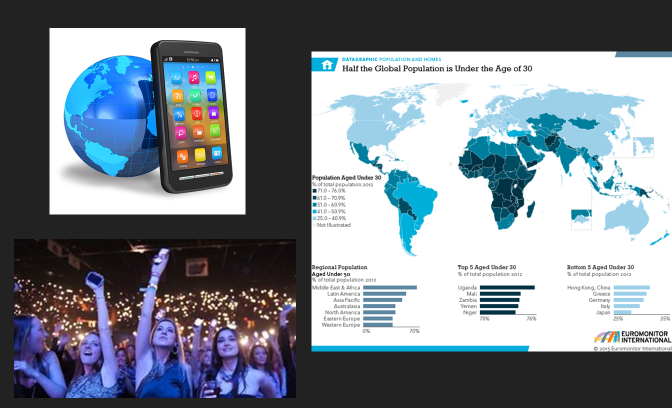 DATAGRAPHIC POPULATION AND HOMES
Half the Global Population is Under the Age of 30
Population Aged Under 30
% of total population 2012
71.0 - 76.0%
61.0 - 70.9%
51.0 - 60.9%
41.0 - 50.9%
25.0 - 40.9%
Not Illustrated
Regional Population
Aged Under 30
% of total population 2012
Middle East & Africa
Latin America
Asia Pacific
Australasia
North America
Eastern Europe
Western Europe
0% 70%
Top 5 Aged Under 30
% of total population 2012
Uganda
Mali
Zambia
Yemen
Niger
73% 76%
Bottom 5 Aged Under 30
% of total population 2012
Hong Kong, China
Greece
Germany
Italy
Japan
25% 35%
EUROMONITOR
INTERNATIONAL
© 2015 Euromonitor International